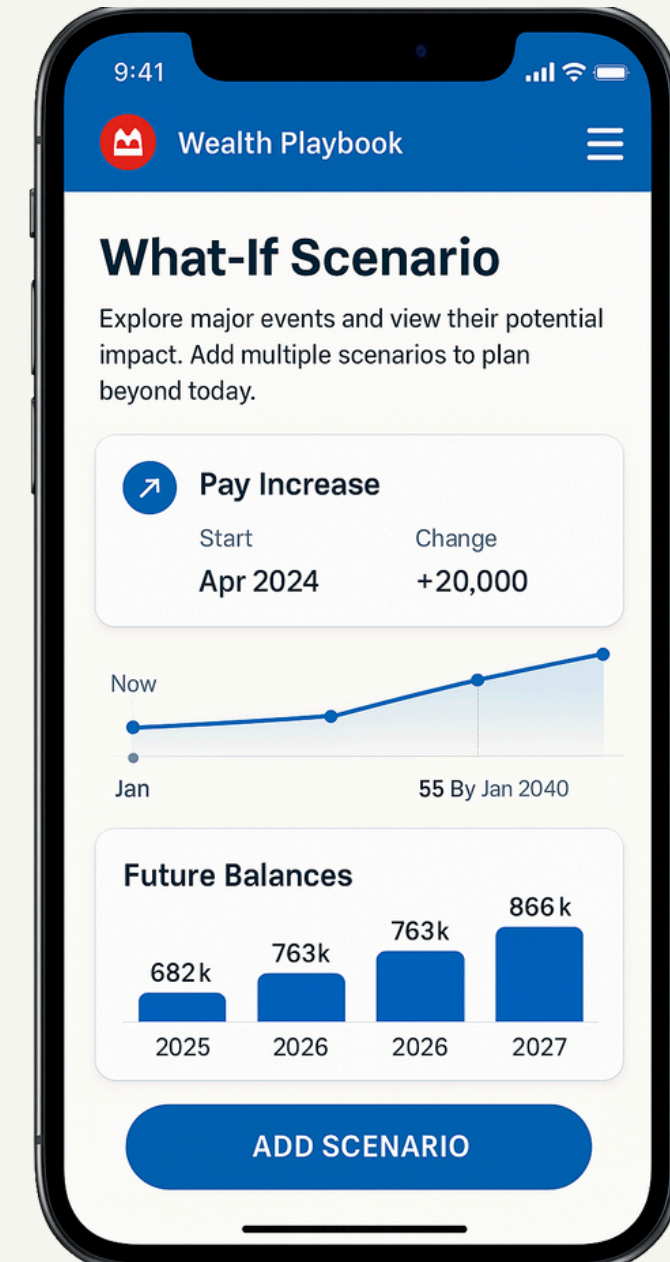 9:41
Wealth Playbook
What-If Scenario
Explore major events and view their potential
impact. Add multiple scenarios to plan
beyond today.
Pay Increase
Start Change
Apr 2024 +20,000
Now
Jan 55 By Jan 2040
Future Balances
682k 763k 763k 866k
2025 2026 2026 2027
ADD SCENARIO